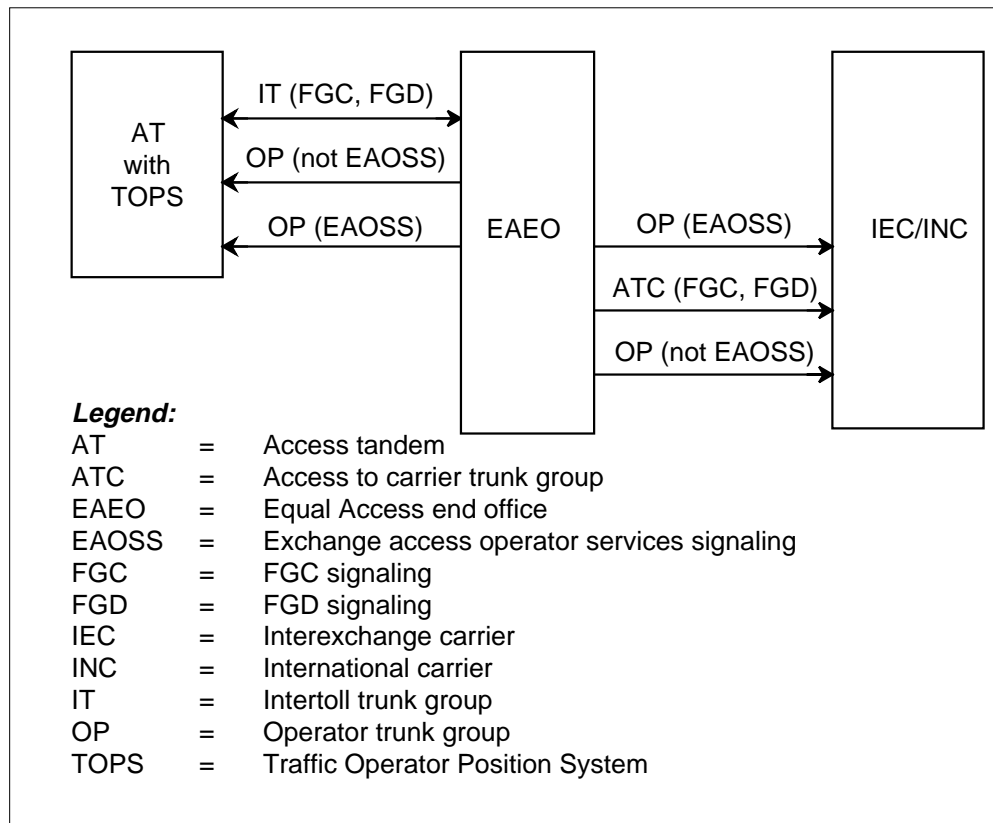 IT (FGC, FGD)
AT
with
TOPS
OP (not EAOSS)
OP (EAOSS)
EAEO
OP (EAOSS)
IEC/INC
ATC (FGC, FGD)
OP (not EAOSS)
Legend:
AT = Access tandem
ATC = Access to carrier trunk group
EAEO = Equal Access end office
EAOSS = Exchange access operator services signaling
FGC = FGC signaling
FGD = FGD signaling
IEC = Interexchange carrier
INC = International carrier
IT = Intertoll trunk group
OP = Operator trunk group
TOPS = Traffic Operator Position System